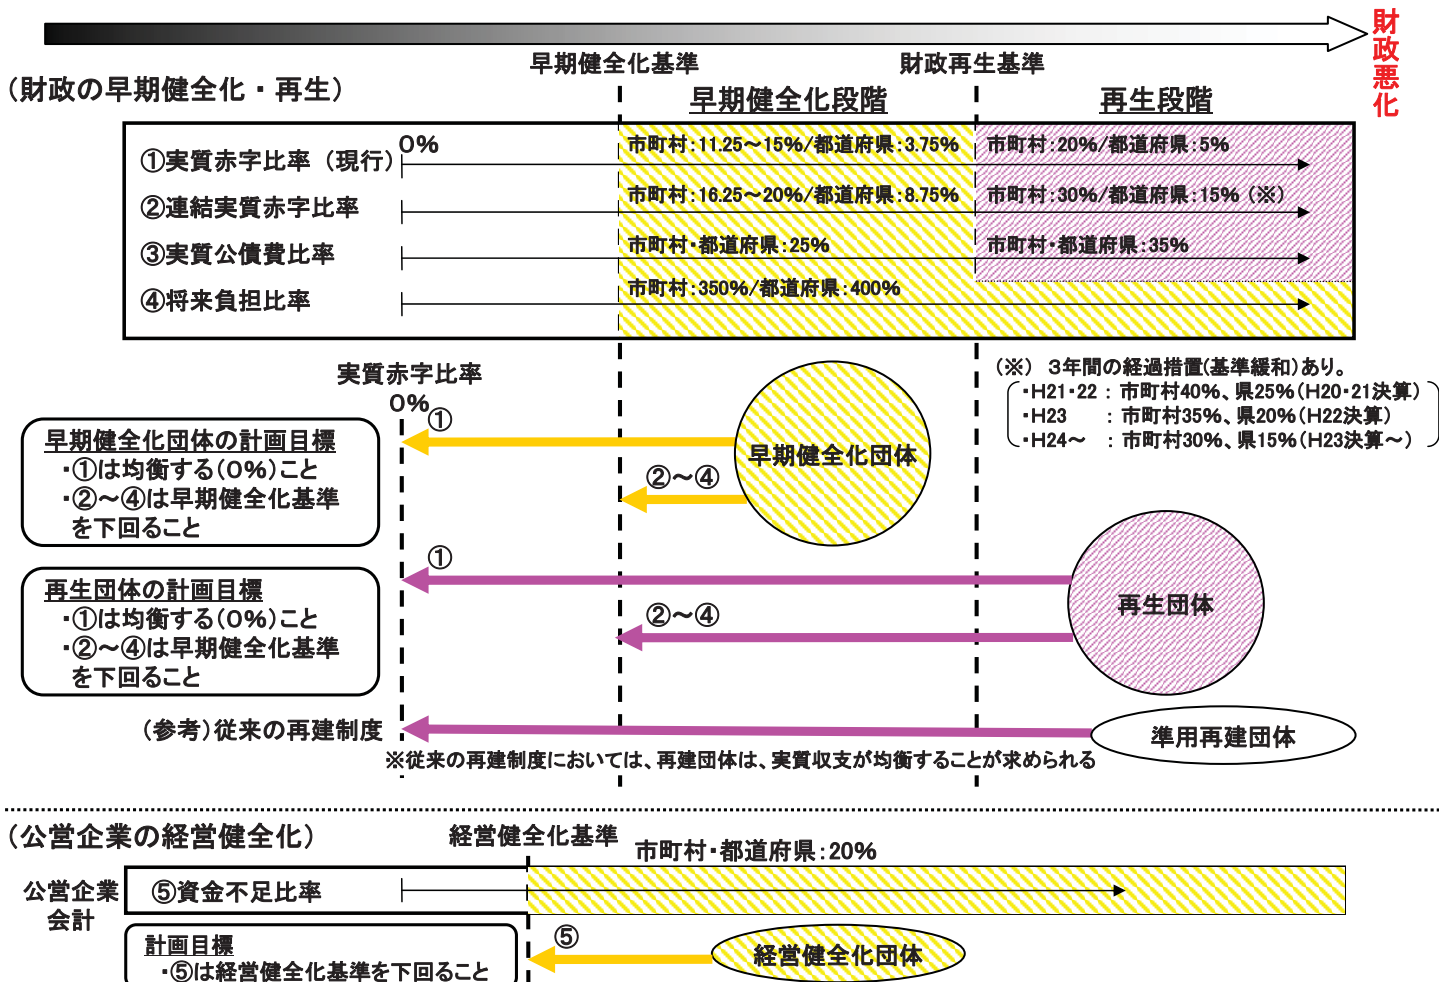 財政悪化
早期健全化基準
財政再生基準
(財政の早期健全化・再生)
早期健全化段階
再生段階
0%
①実質赤字比率(現行)
市町村:11.25～15%/都道府県:3.75%
市町村:20%/都道府県:5%
②連結実質赤字比率
市町村:16.25～20%/都道府県:8.75%
市町村:30%/都道府県:15%(※)
③実質公債費比率
市町村・都道府県:25%
市町村・都道府県:35%
④将来負担比率
市町村:350%/都道府県:400%
(※) 3年間の経過措置(基準緩和)あり。
・H21・22 : 市町村40%、県25%(H20・21決算)
・H23 : 市町村35%、県20%(H22決算)
・H24～ : 市町村30%、県15%(H23決算～)
実質赤字比率
0%
早期健全化団体の計画目標
・①は均衡する(0%)こと
・②～④は早期健全化基準
を下回ること
①
②～④
早期健全化団体
再生団体の計画目標
・①は均衡する(0%)こと
・②～④は早期健全化基準
を下回ること
①
②～④
再生団体
(参考)従来の再建制度
準用再建団体
※従来の再建制度においては、再建団体は、実質収支が均衡することが求められる
(公営企業の経営健全化)
経営健全化基準
市町村・都道府県:20%
公営企業
会計
⑤資金不足比率
計画目標
・⑤は経営健全化基準を下回ること
⑤
経営健全化団体